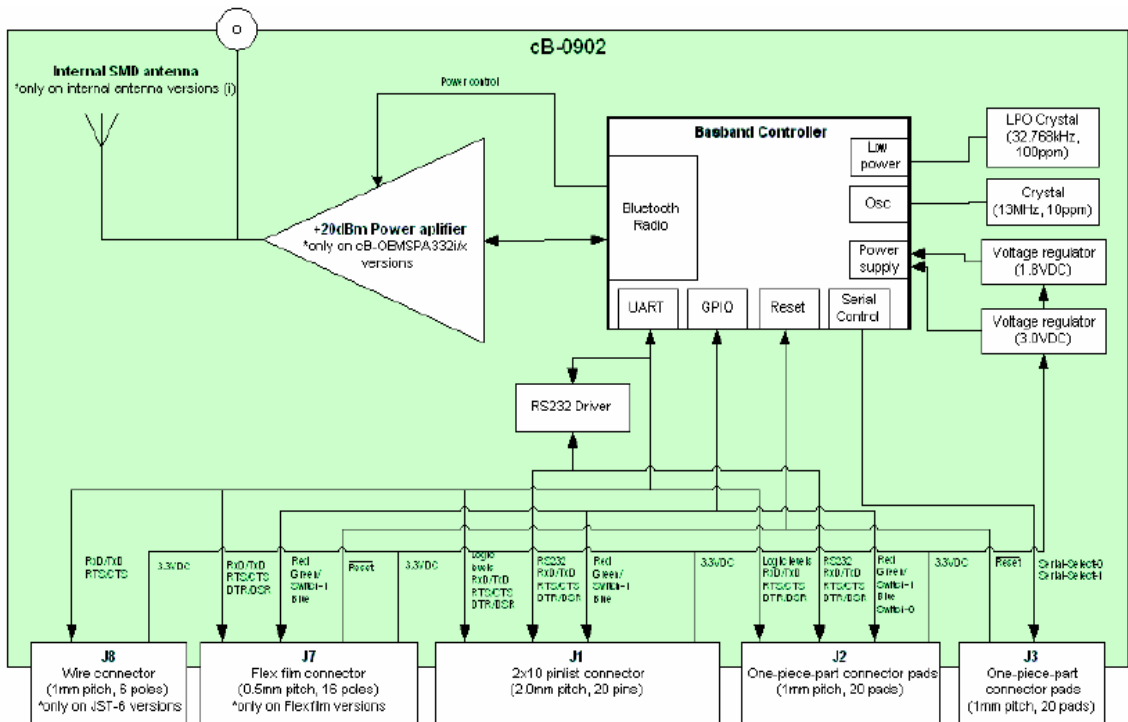 cB-0902
Internal SMD antenna
*only on internal antenna versions (i)
Power control
Basband Controller
Low
power
LPO Crystal
(32.768kHz,
100ppm)
Osc
Crystal
(13MHz, 10ppm)
Bluetooth
Radio
+20dBm Power aplifier
*only on cB-OEMSPA332i/x
versions
Power
supply
Voltage regulator
(1.8VDC)
Voltage regulator
(3.0VDC)
UART
GPIO
Reset
Serial
Control
RS232 Driver
RxD/TxD
RTS/CTS
3.3VDC
RxD/TxD
RTS/CTS
DTR/DSR
Red
Green/
Switch-1
Blue
Reset
3.3VDC
Logic
levels
RxD/TxD
RTS/CTS
DTR/DSR
RS232
RxD/TxD
RTS/CTS
DTR/DSR
Red
Green/
Switch-1
Blue
3.3VDC
Logic levels
RxD/TxD
RTS/CTS
DTR/DSR
RS232
RxD/TxD
RTS/CTS
DTR/DSR
Red
Green/
Switch-1
Blue
Switch-0
3.3VDC
Reset
Serial-Select-0
Serial-Select-1
J8
Wire connector
(1mm pitch, 6 poles)
*only on JST-6 versions
J7
Flex film connector
(0.5mm pitch, 16 poles)
*only on Flexfilm versions
J1
2x10 pinlist connector
(2.0mm pitch, 20 pins)
J2
One-piece-part connector pads
(1mm pitch, 20 pads)
J3
One-piece-part
connector pads
(1mm pitch, 20 pads)